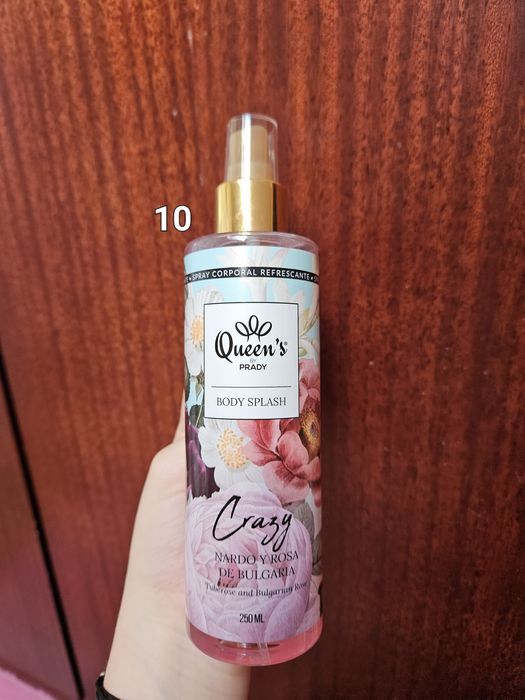 10
SPRAY CORPORAL REFRESCANTE
Queen's®
BY
PRADY
BODY SPLASH
Crazy
NARDO Y ROSA
DE BULGARIA
Tuberose and Bulgarian Rose
250 ML